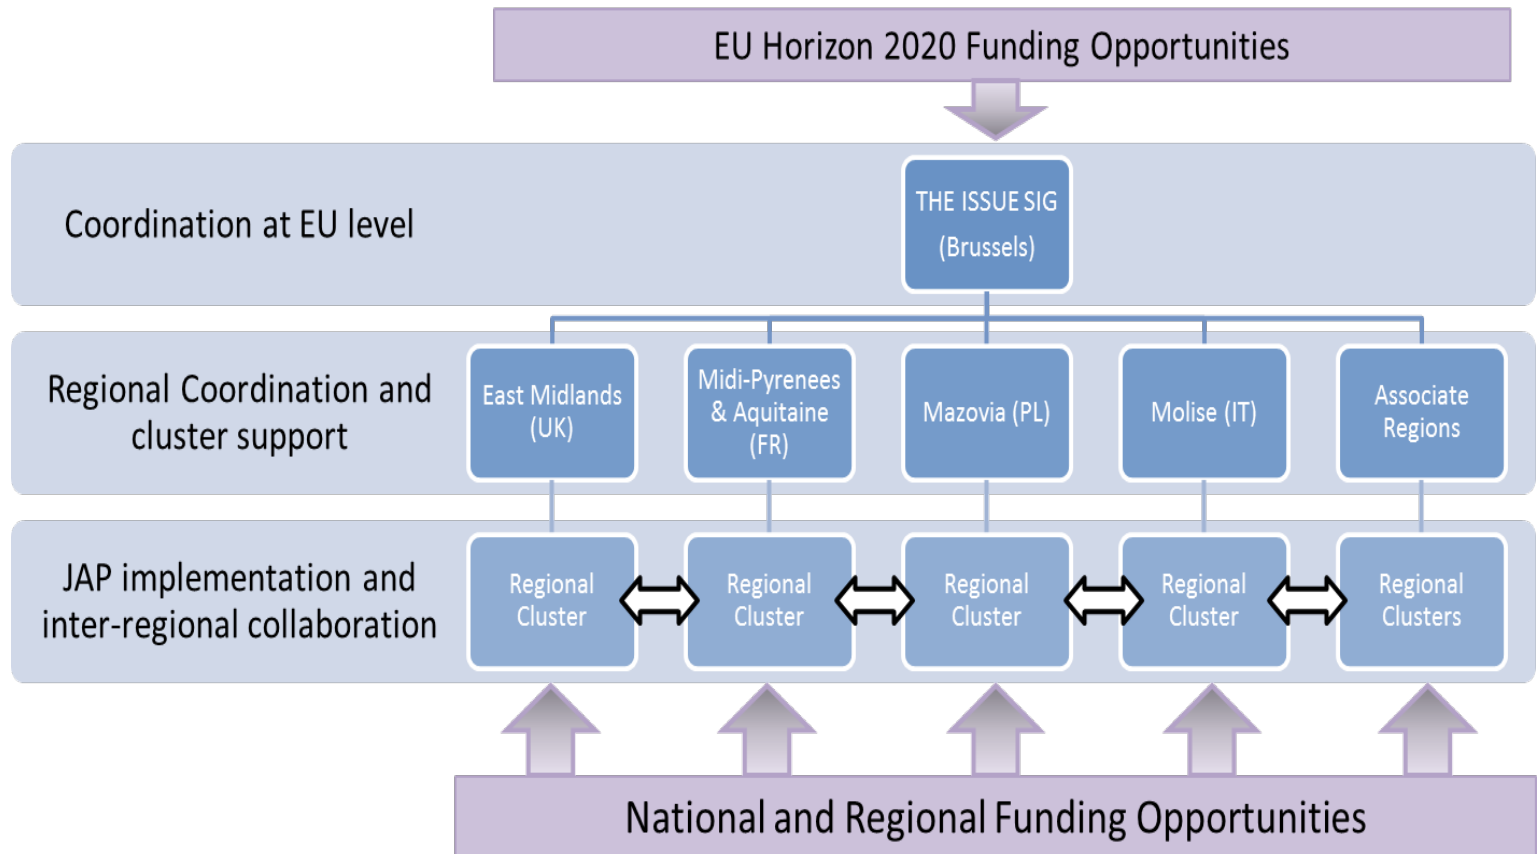 EU Horizon 2020 Funding Opportunities
Coordination at EU level
THE ISSUE SIG
(Brussels)
Regional Coordination and
cluster support
East Midlands
(UK)
Midi-Pyrenees
& Aquitaine
(FR)
Mazovia (PL)
Molise (IT)
Associate
Regions
JAP implementation and
inter-regional collaboration
Regional
Cluster
Regional
Cluster
Regional
Cluster
Regional
Cluster
Regional
Clusters
National and Regional Funding Opportunities